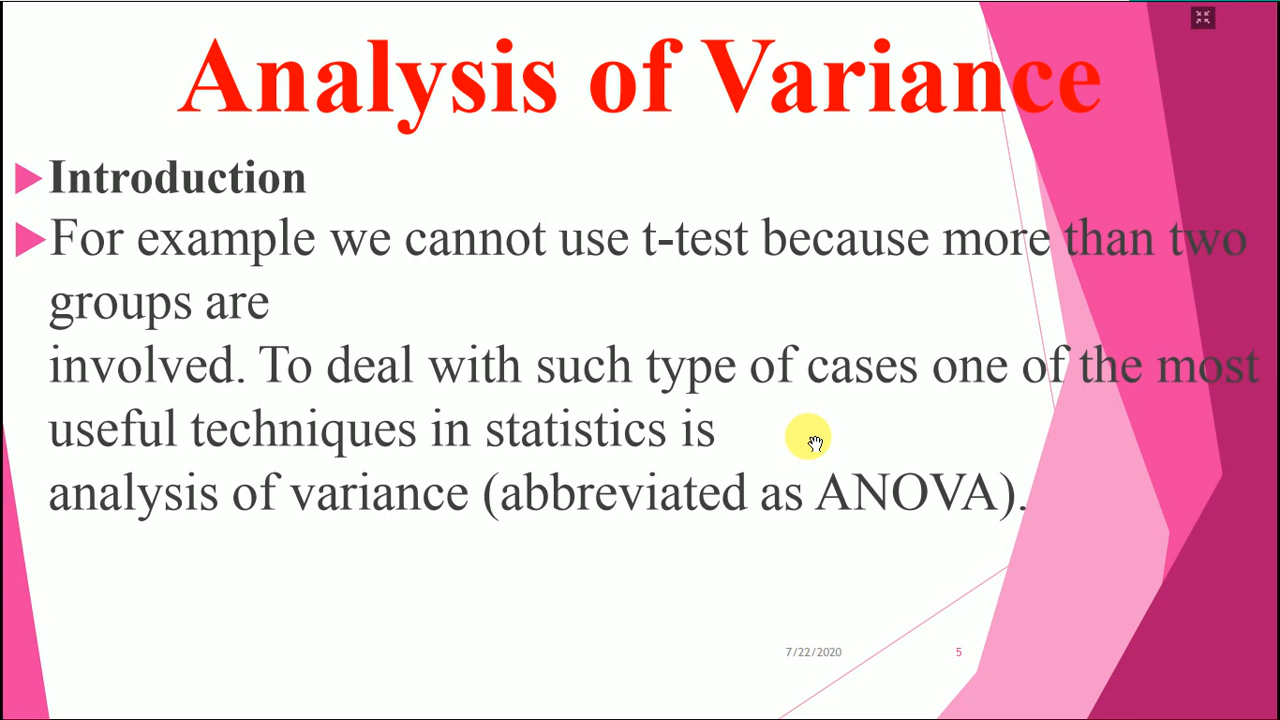 Analysis of Variance
Introduction
For example we cannot use t-test because more than two
groups are
involved. To deal with such type of cases one of the most
useful techniques in statistics is
analysis of variance (abbreviated as ANOVA).
7/22/2020
5